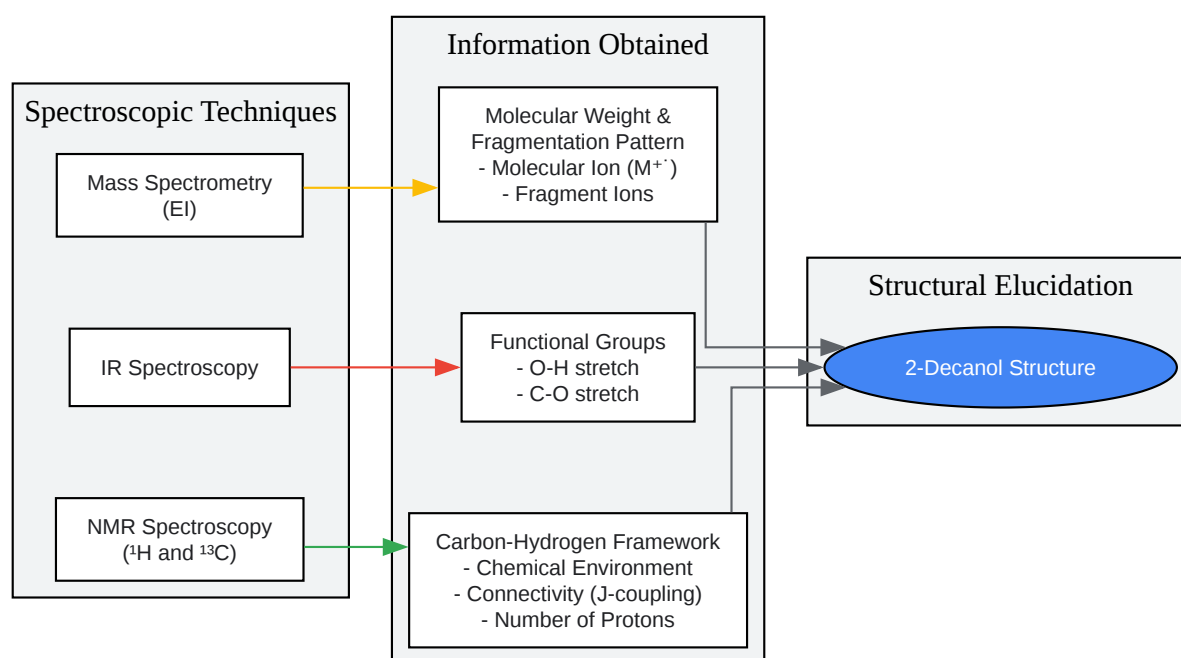 Spectroscopic Techniques
Mass Spectrometry
(EI)
IR Spectroscopy
NMR Spectroscopy
(¹H and ¹³C)
Information Obtained
Molecular Weight &
Fragmentation Pattern
- Molecular Ion (M⁺˙)
- Fragment Ions
Functional Groups
- O-H stretch
- C-O stretch
Carbon-Hydrogen Framework
- Chemical Environment
- Connectivity (J-coupling)
- Number of Protons
Structural Elucidation
2-Decanol Structure